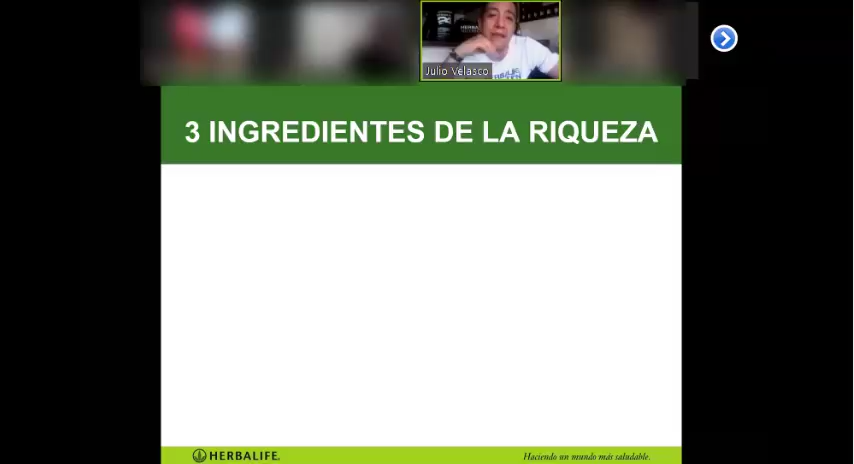 Julio Velasco
3 INGREDIENTES DE LA RIQUEZA
HERBALIFE.
Haciendo un mundo más saludable.